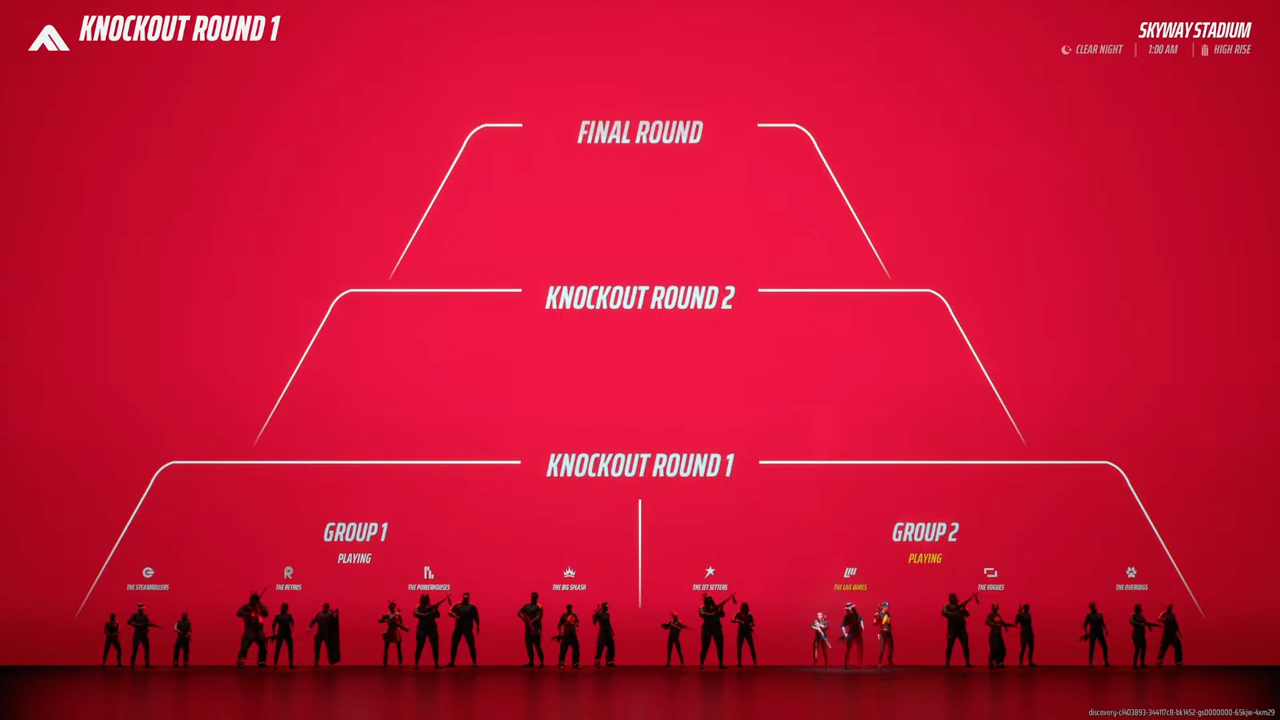 KNOCKOUT ROUND 1
SKYWAY STADIUM
CLEAR NIGHT | 1:00 AM | HIGH RISE
FINAL ROUND
KNOCKOUT ROUND 2
KNOCKOUT ROUND 1
GROUP 1
PLAYING
GROUP 2
PLAYING
THE STEAMROLLERS
THE RETROS
THE POWERHOUSES
THE BIG SPLASH
THE JET SETTERS
THE LIVE WIRES
THE VOGUES
THE OVERDOGS